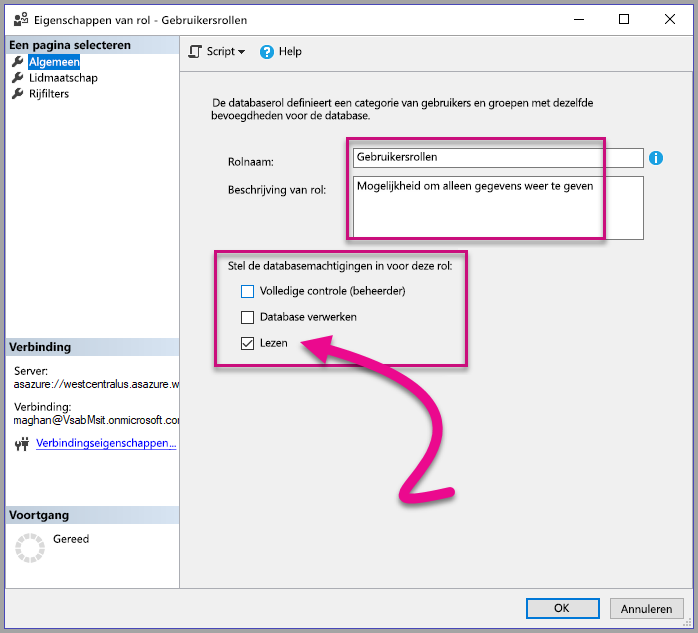 Eigenschappen van rol - Gebruikersrollen
Een pagina selecteren
Algemeen
Lidmaatschap
Rijfilters
Script
Help
De databaserol definieert een categorie van gebruikers en groepen met dezelfde
bevoegdheden voor de database.
Rolnaam:
Gebruikersrollen
Beschrijving van rol:
Mogelijkheid om alleen gegevens weer te geven
Stel de databasemachtigingen in voor deze rol:
Volledige controle (beheerder)
Database verwerken
Lezen
Verbinding
Server:
asazure://westcentralus.asazure.w
Verbinding:
maghan@VsabMsit.onmicrosoft.co
Verbindingseigenschappen...
Voortgang
Gereed
OK
Annuleren